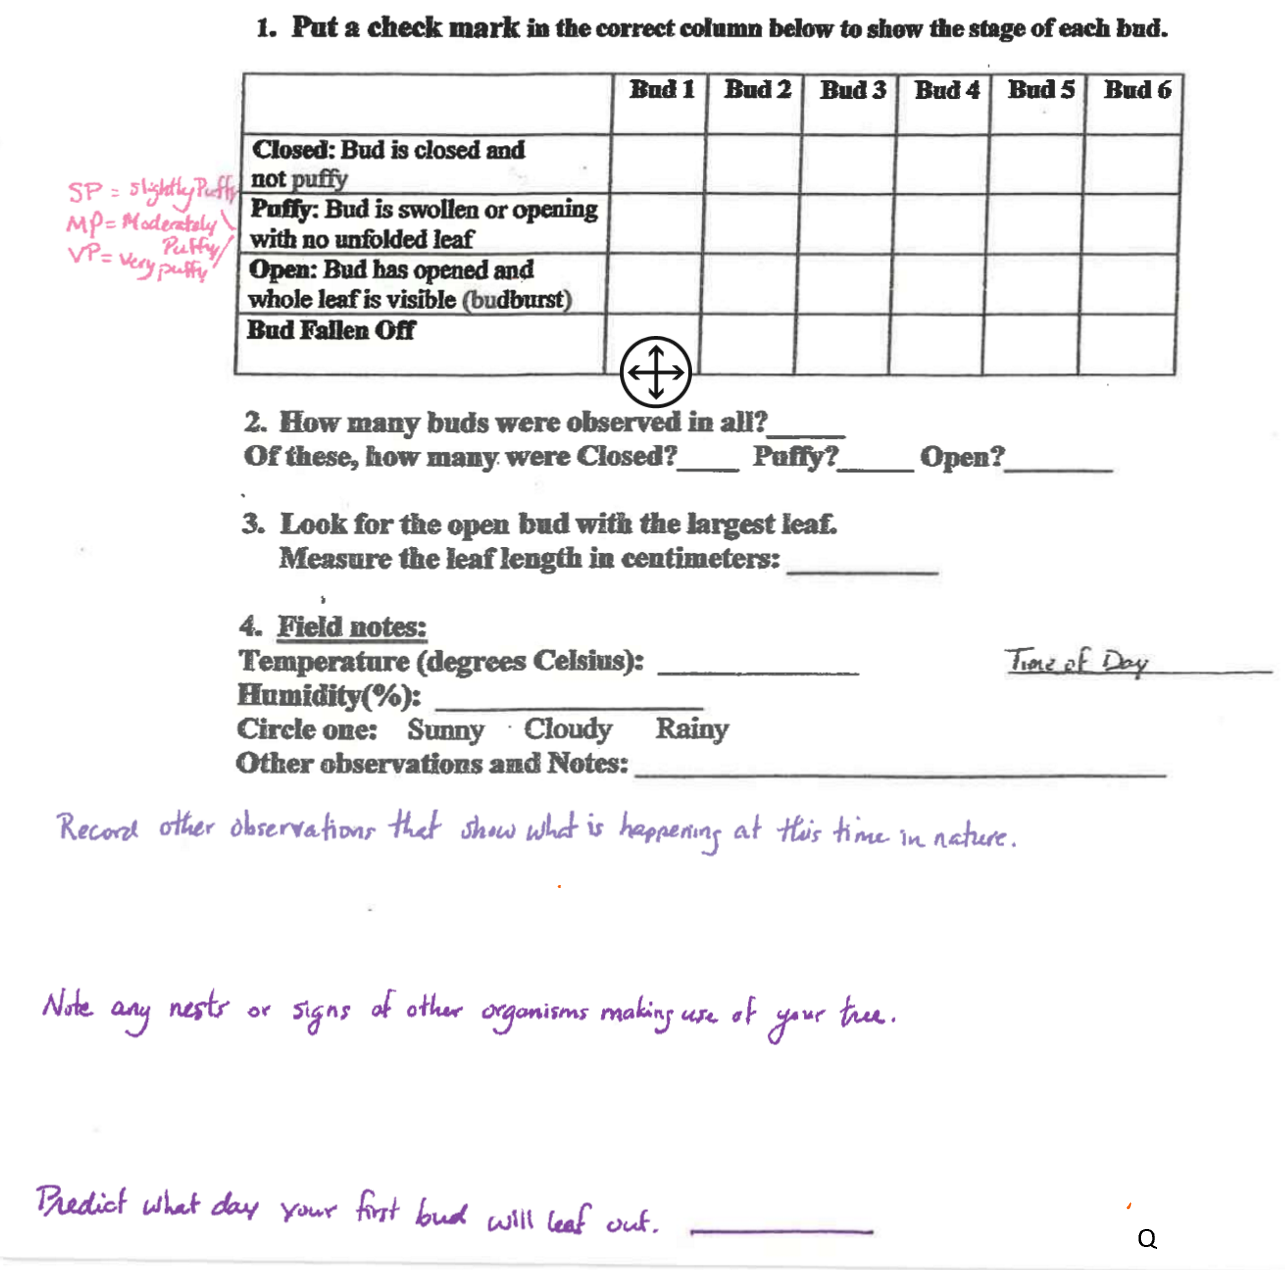 1. Put a check mark in the correct column below to show the stage of each bud.
Bud 1 Bud 2 Bud 3 Bud 4 Bud 5 Bud 6
Closed: Bud is closed and
not puffy
SP = slightly Puffy
Puffy: Bud is swollen or opening
with no unfolded leaf
MP= Moderately
Puffy
VP= Very puffy
Open: Bud has opened and
whole leaf is visible (budburst)
Bud Fallen Off
2. How many buds were observed in all?
Of these, how many were Closed? Puffy? Open?
3. Look for the open bud with the largest leaf.
Measure the leaf length in centimeters:
4. Field notes:
Temperature (degrees Celsius): Time of Day
Humidity(%):
Circle one: Sunny Cloudy Rainy
Other observations and Notes:
Record other observations that show what is happening at this time in nature.
Note any nests or signs of other organisms making use of your tree.
Predict what day your first bud will leaf out.
Q